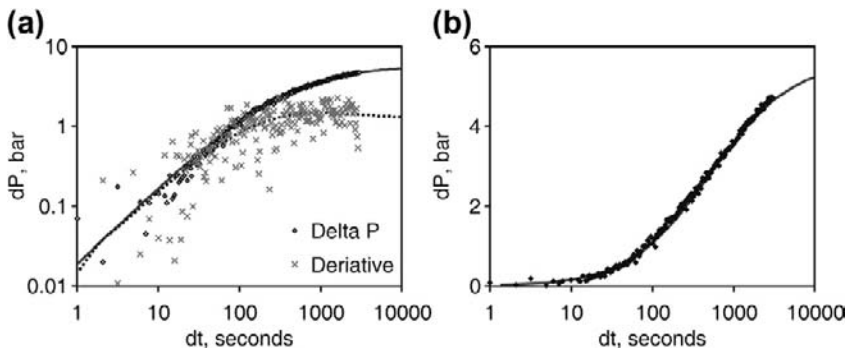 (a)
10
1
0.1
0.01
dP, bar
Delta P
Deriative
1 10 100 1000 10000
dt, seconds
(b)
6
4
2
0
dP, bar
1 10 100 1000 10000
dt, seconds